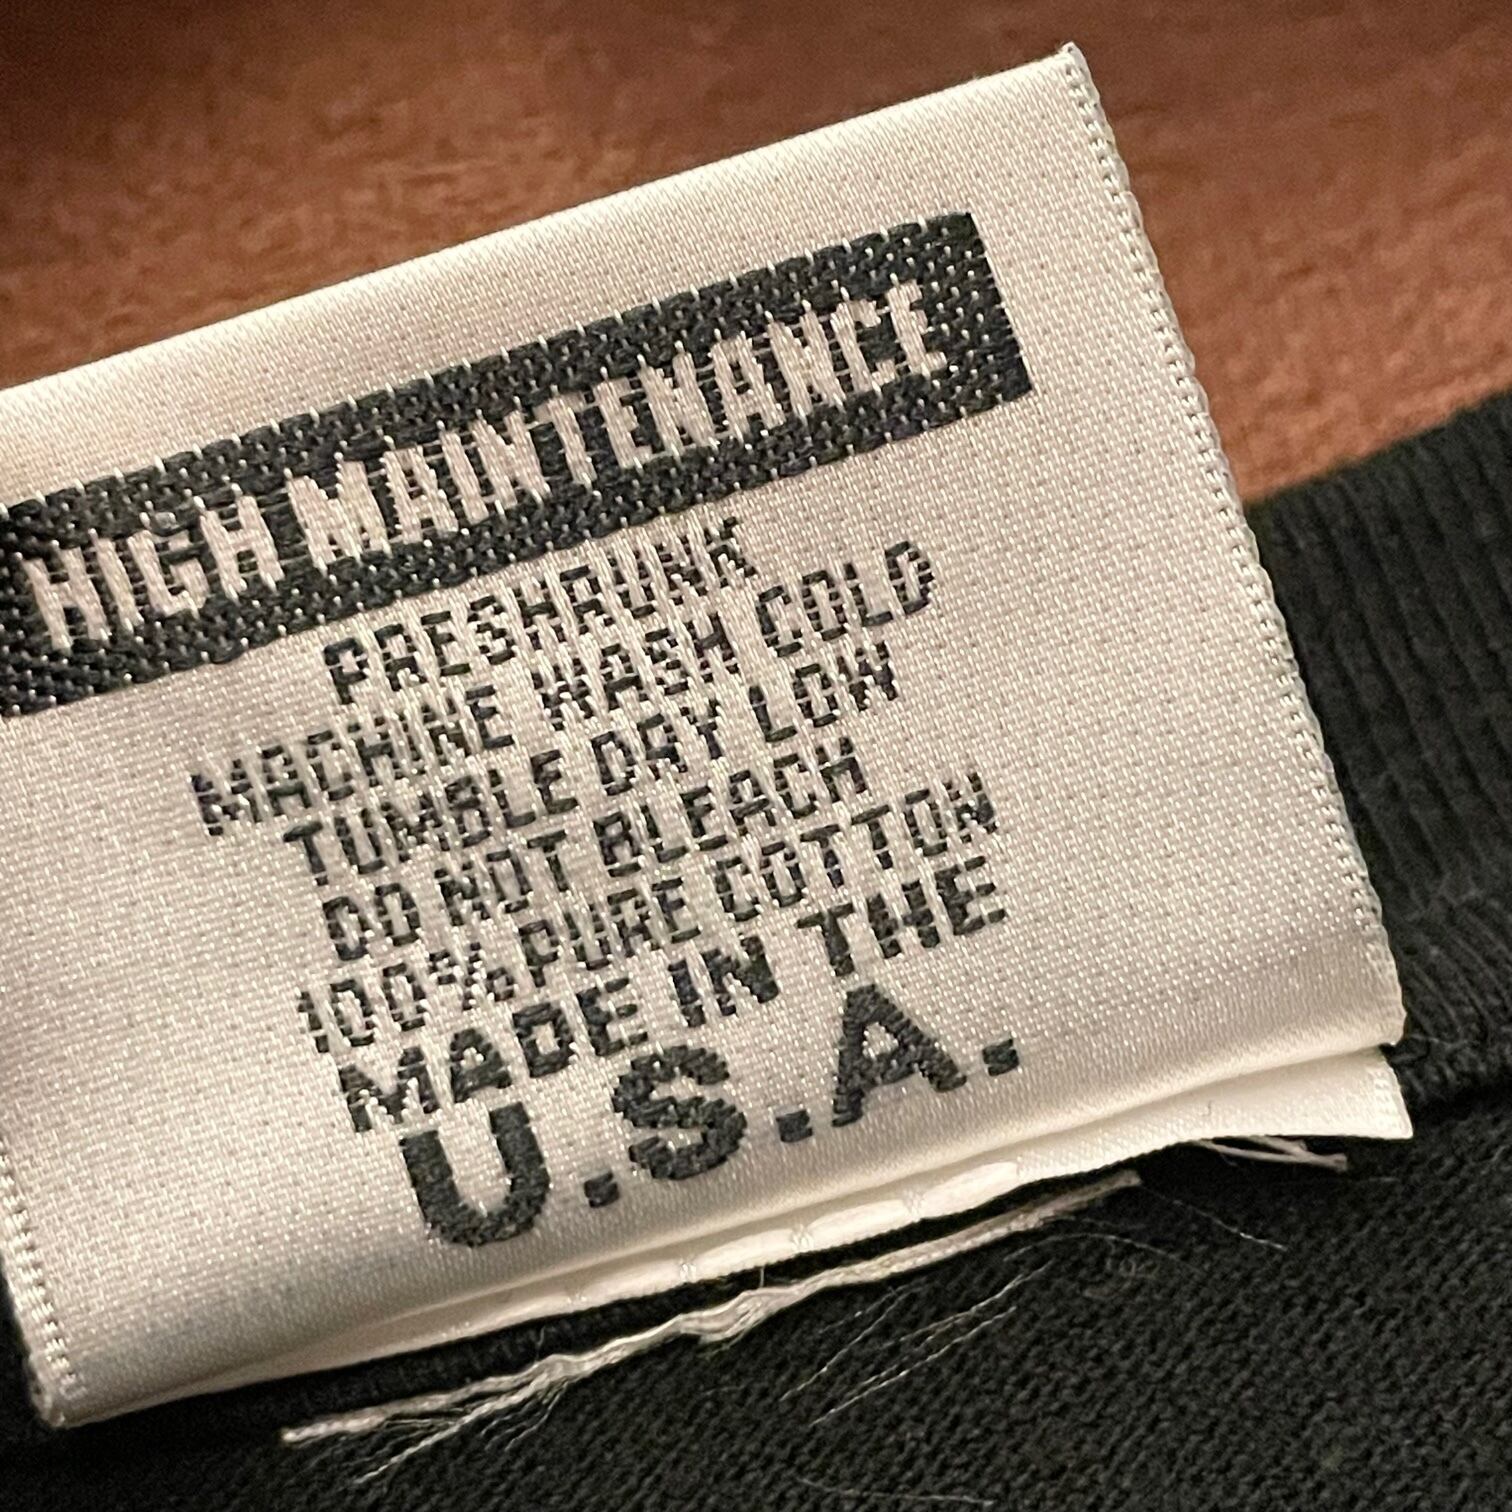 HIGH MAINTENANCE
PRESHRUNK
MACHINE WASH COLD
TUMBLE DRY LOW
DO NOT BLEACH
100% PURE COTTON
MADE IN THE
U.S.A.